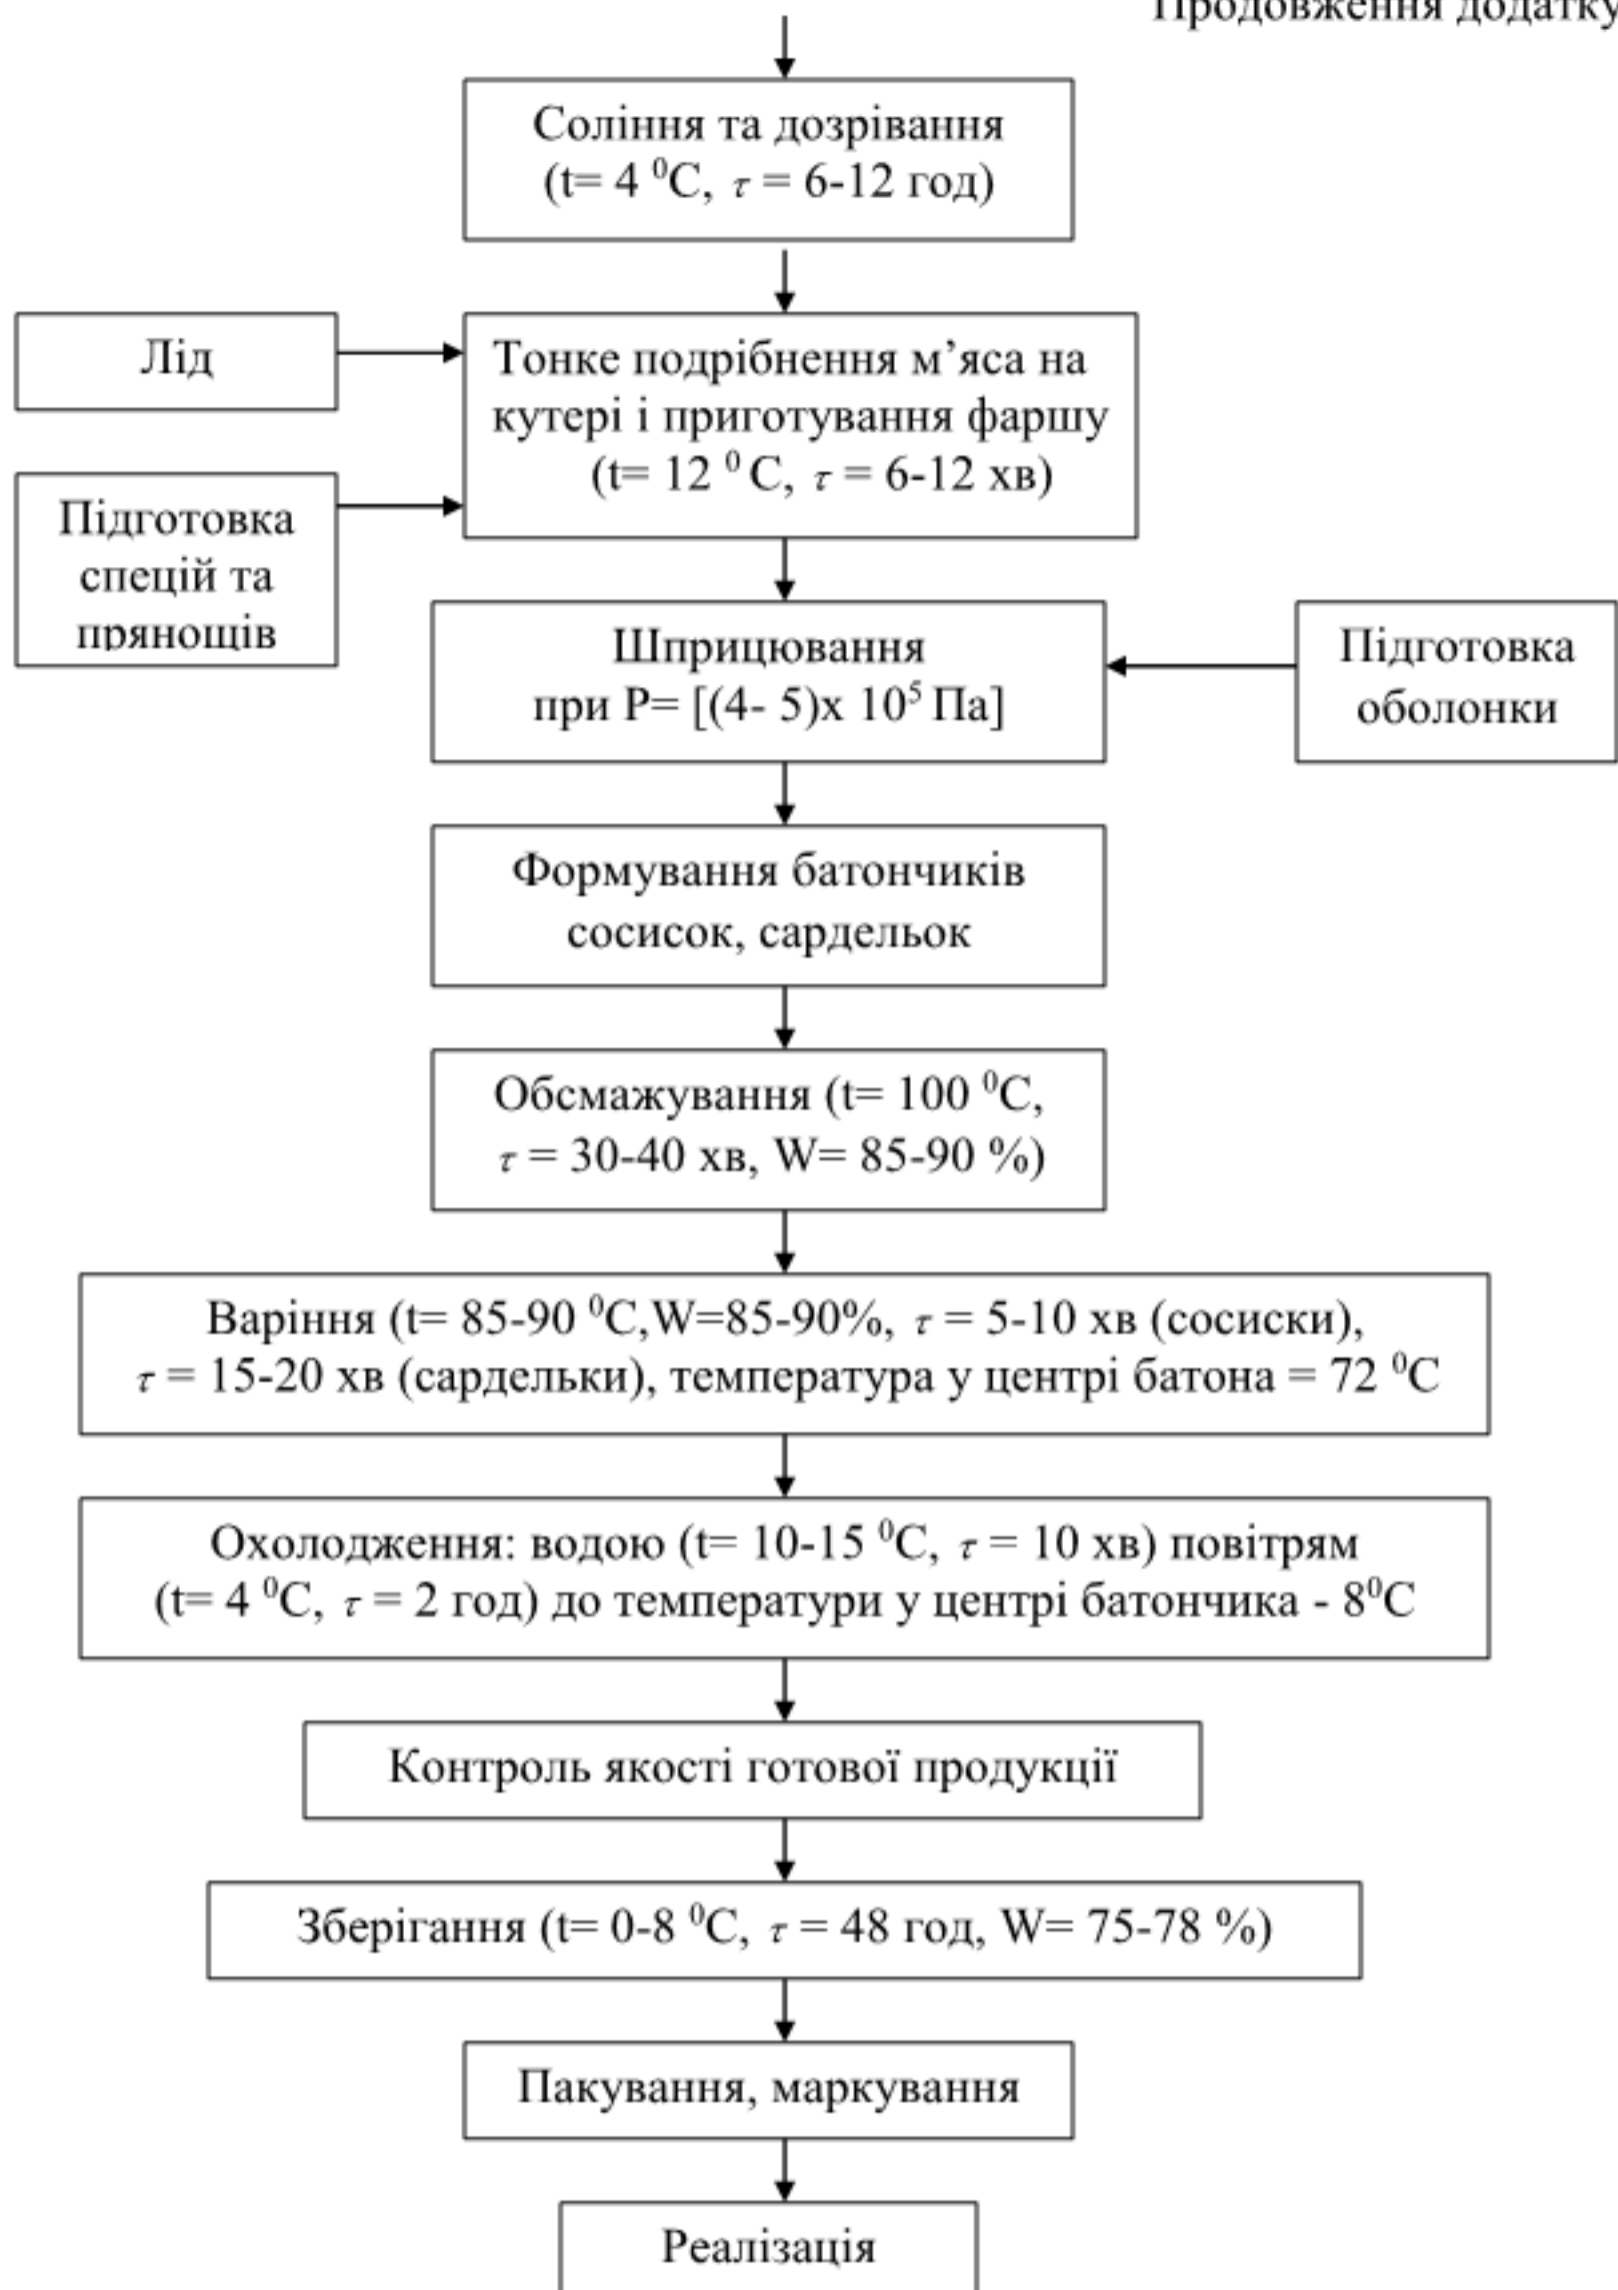 Продовження додатку
Соління та дозрівання
(t= 4 ⁰C, τ = 6-12 год)
Лід
Тонке подрібнення м’яса на
кутері і приготування фаршу
(t= 12 ⁰ C, τ = 6-12 хв)
Підготовка
спецій та
прянощів
Шприцювання
при P= [(4- 5)x 10⁵ Па]
Підготовка
оболонки
Формування батончиків
сосисок, сардельок
Обсмажування (t= 100 ⁰C,
τ = 30-40 хв, W= 85-90 %)
Варіння (t= 85-90 ⁰C,W=85-90%, τ = 5-10 хв (сосиски),
τ = 15-20 хв (сардельки), температура у центрі батона = 72 ⁰C
Охолодження: водою (t= 10-15 ⁰C, τ = 10 хв) повітрям
(t= 4 ⁰C, τ = 2 год) до температури у центрі батончика - 8⁰C
Контроль якості готової продукції
Зберігання (t= 0-8 ⁰C, τ = 48 год, W= 75-78 %)
Пакування, маркування
Реалізація